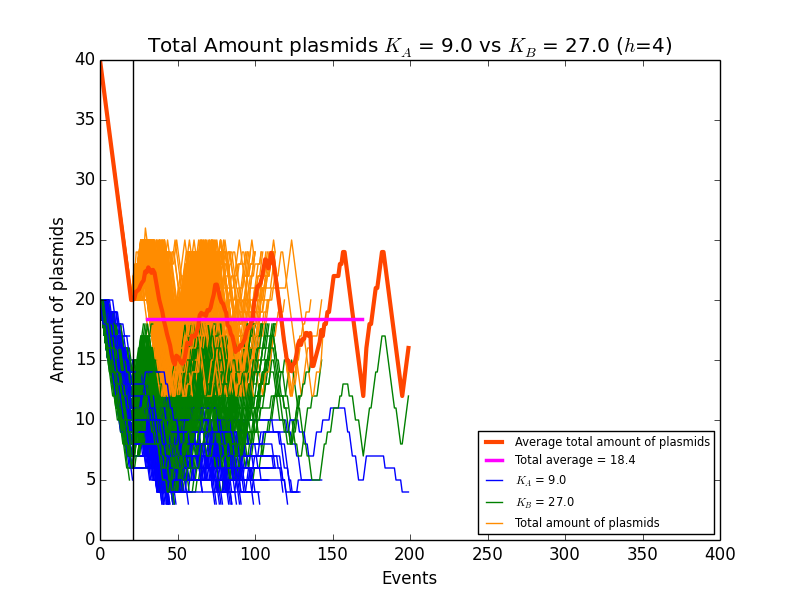 Total Amount plasmids K_A = 9.0 vs K_B = 27.0 (h=4)
40
35
30
25
20
15
10
5
0
Amount of plasmids
0 50 100 150 200 250 300 350 400
Events
Average total amount of plasmids
Total average = 18.4
K_A = 9.0
K_B = 27.0
Total amount of plasmids